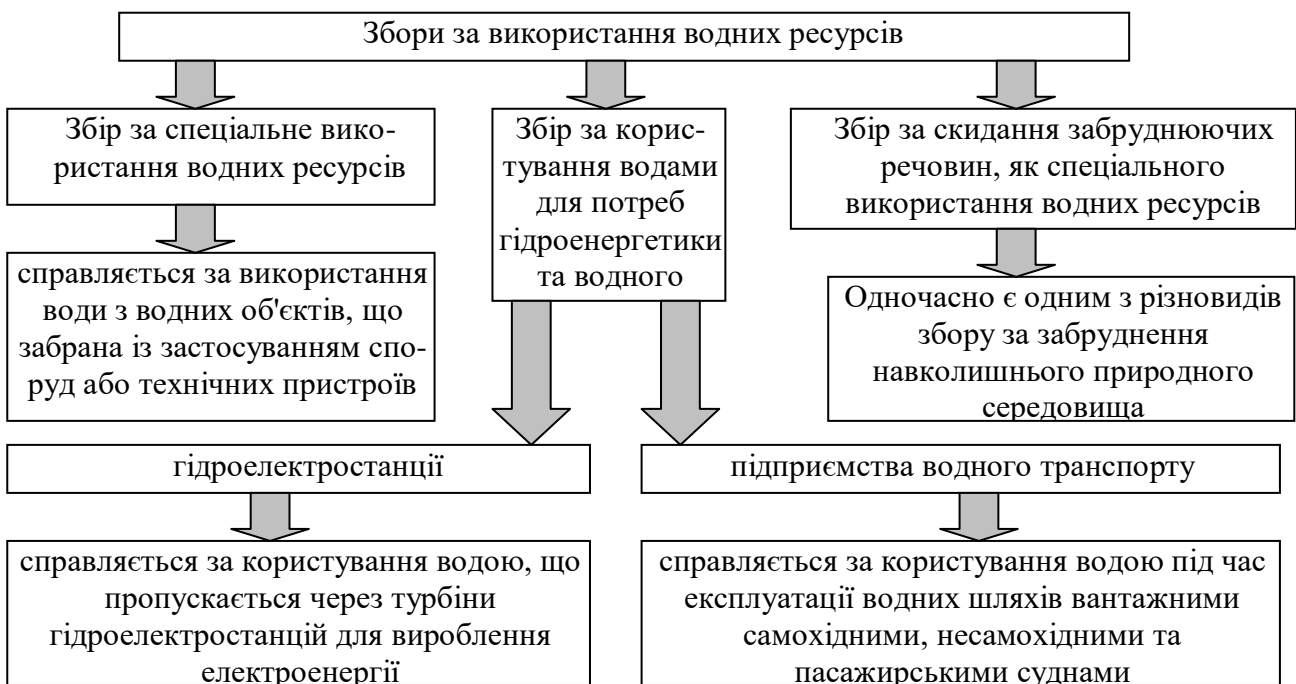 Збори за використання водних ресурсів
Збір за спеціальне вико-
ристання водних ресурсів
Збір за корис-
тування водами
для потреб
гідроенергетики
та водного
Збір за скидання забруднюючих
речовин, як спеціального
використання водних ресурсів
справляється за використання
води з водних об'єктів, що
забрана із застосуванням спо-
руд або технічних пристроїв
Одночасно є одним з різновидів
збору за забруднення
навколишнього природного
середовища
гідроелектростанції
підприємства водного транспорту
справляється за користування водою, що
пропускається через турбіни
гідроелектростанцій для вироблення
електроенергії
справляється за користування водою під час
експлуатації водних шляхів вантажними
самохідними, несамохідними та
пасажирськими суднами